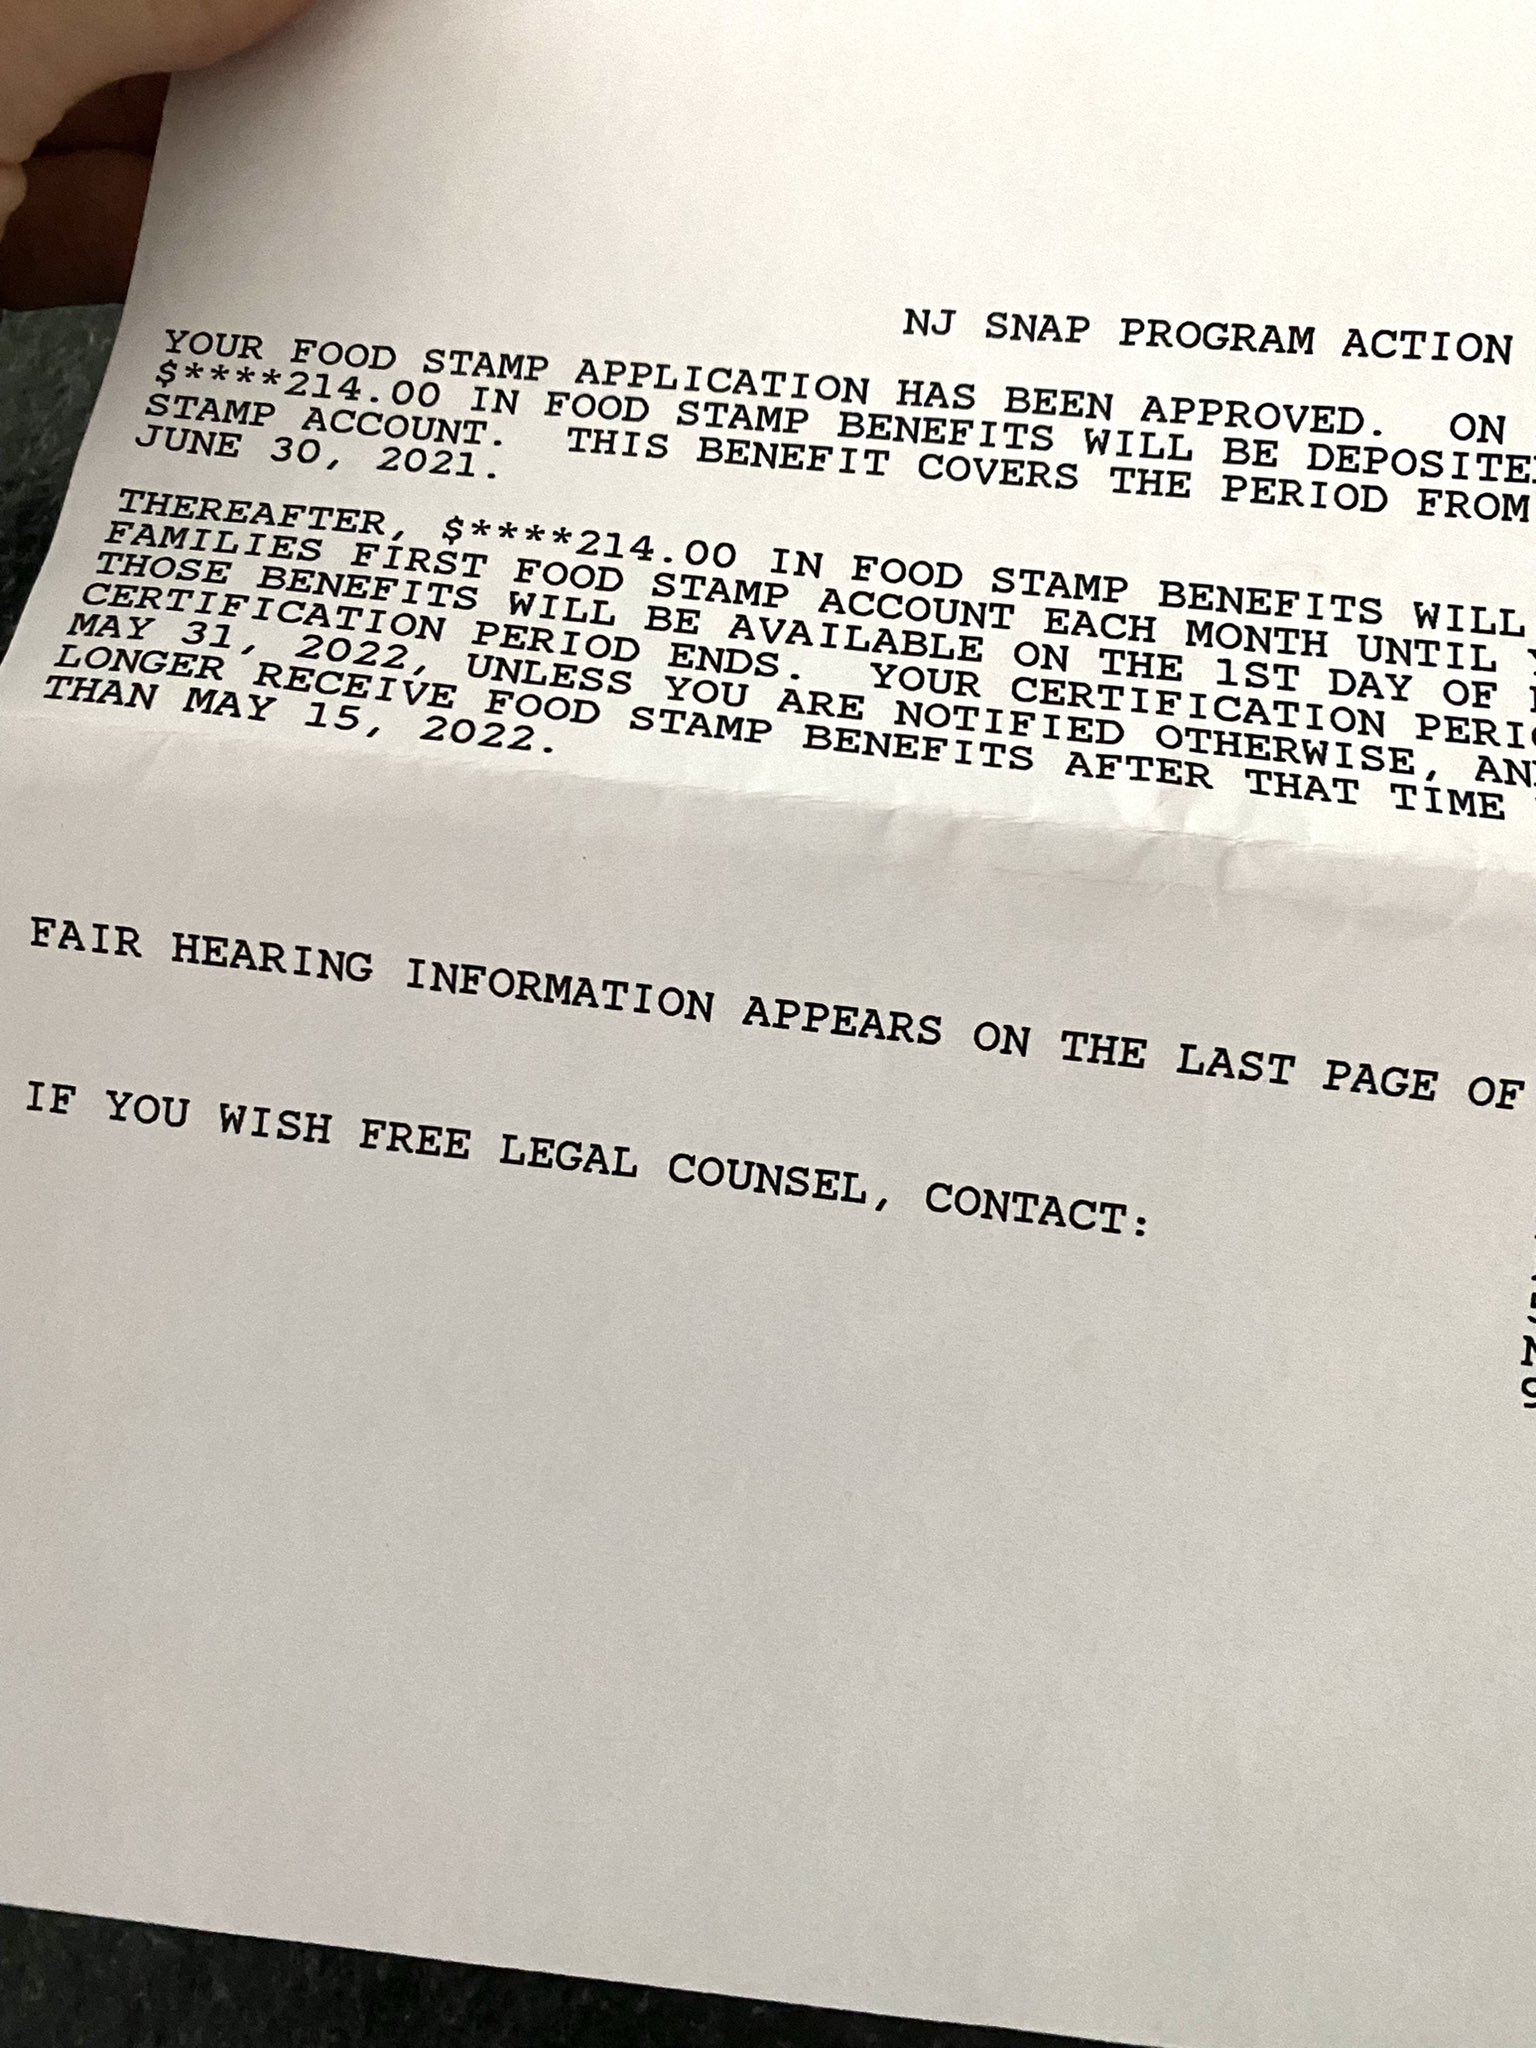 NJ SNAP PROGRAM ACTION
YOUR FOOD STAMP APPLICATION HAS BEEN APPROVED. ON
$****214.00 IN FOOD STAMP BENEFITS WILL BE DEPOSITE
STAMP ACCOUNT. THIS BENEFIT COVERS THE PERIOD FROM
JUNE 30, 2021.
THEREAFTER, $****214.00 IN FOOD STAMP BENEFITS WILL
FAMILIES FIRST FOOD STAMP ACCOUNT EACH MONTH UNTIL
THOSE BENEFITS WILL BE AVAILABLE ON THE 1ST DAY OF
CERTIFICATION PERIOD ENDS. YOUR CERTIFICATION PERI
MAY 31, 2022, UNLESS YOU ARE NOTIFIED OTHERWISE, AN
LONGER RECEIVE FOOD STAMP BENEFITS AFTER THAT TIME
THAN MAY 15, 2022.
FAIR HEARING INFORMATION APPEARS ON THE LAST PAGE OF
IF YOU WISH FREE LEGAL COUNSEL, CONTACT: